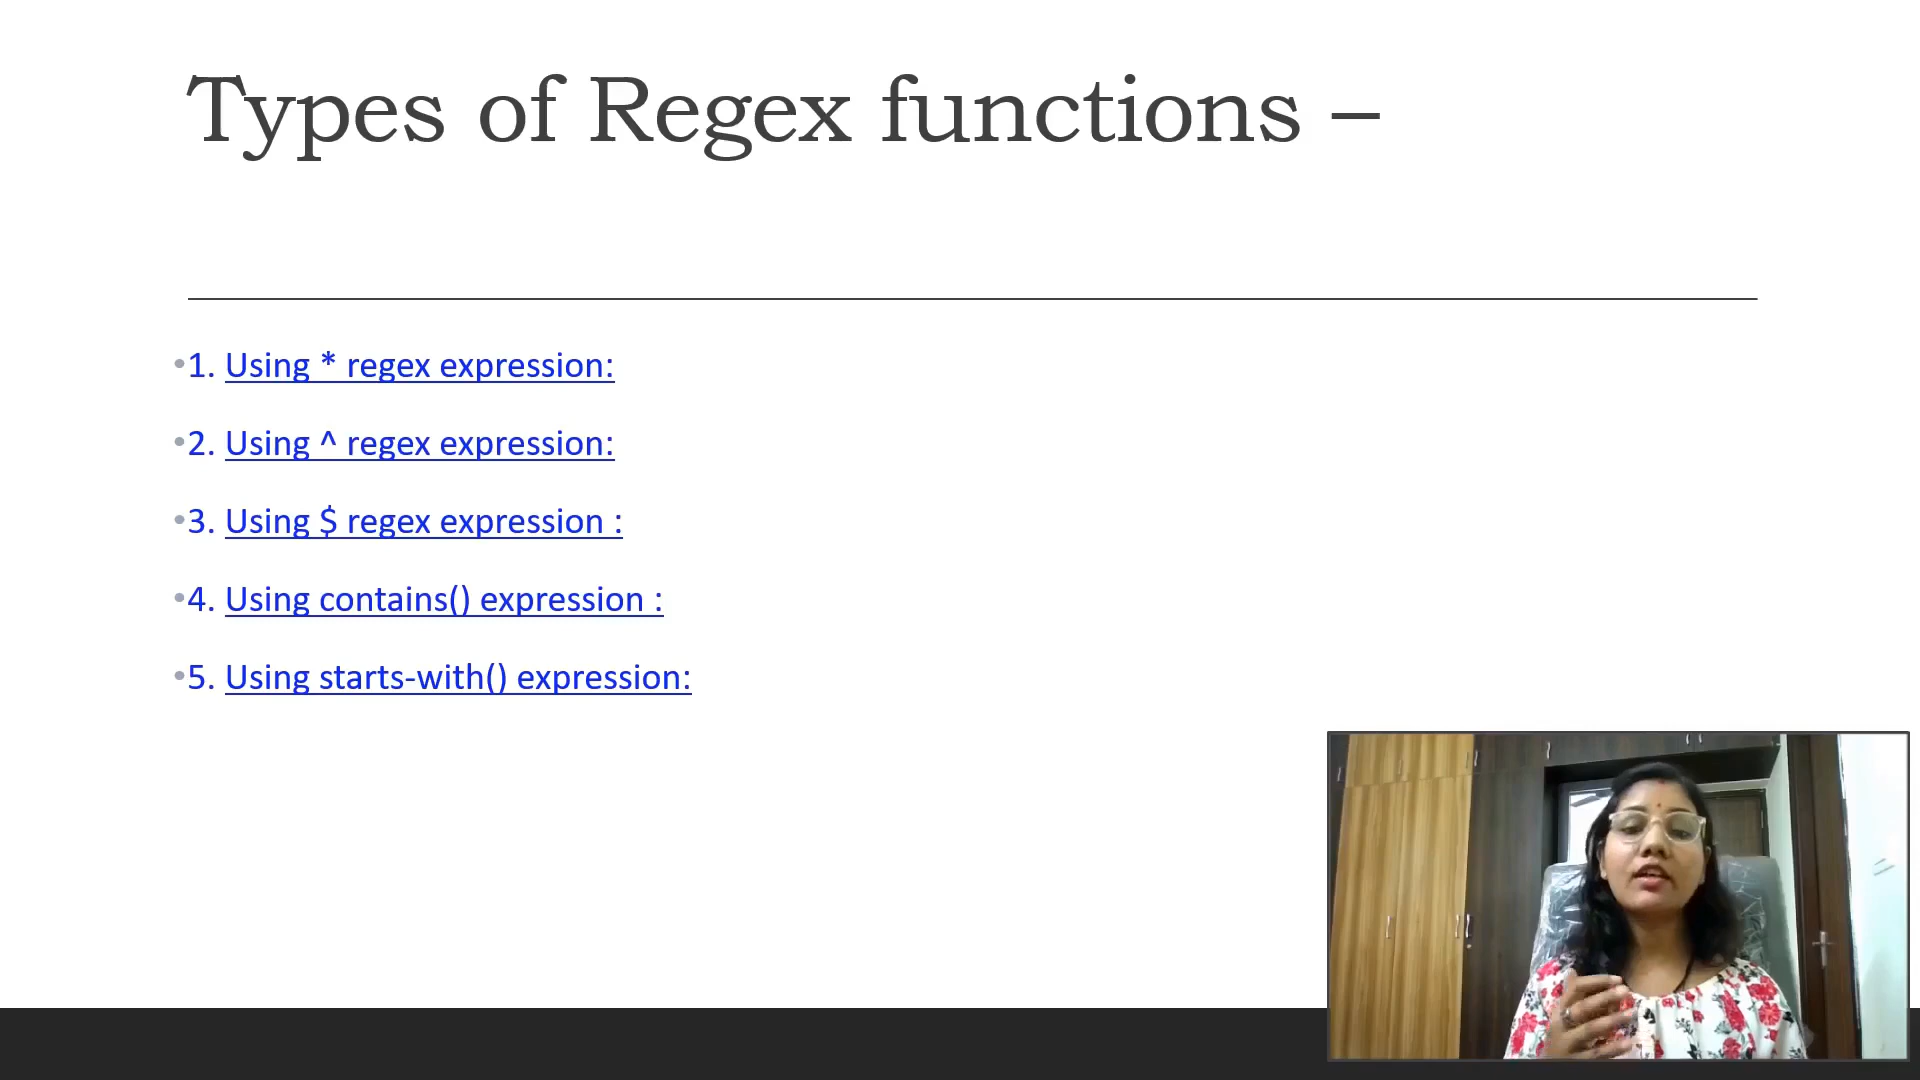 Types of Regex functions –
•1. Using * regex expression:
•2. Using ^ regex expression:
•3. Using $ regex expression :
•4. Using contains() expression :
•5. Using starts-with() expression: